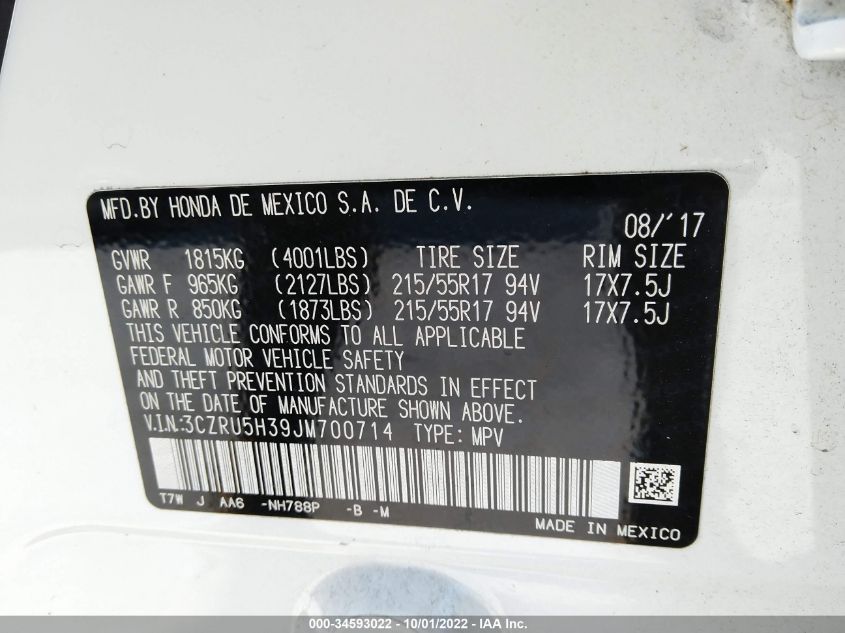 MFD.BY HONDA DE MEXICO S.A. DE C.V.
08/'17
GVWR 1815KG (4001LBS) TIRE SIZE RIM SIZE
GAWR F 965KG (2127LBS) 215/55R17 94V 17X7.5J
GAWR R 850KG (1873LBS) 215/55R17 94V 17X7.5J
THIS VEHICLE CONFORMS TO ALL APPLICABLE
FEDERAL MOTOR VEHICLE SAFETY
AND THEFT PREVENTION STANDARDS IN EFFECT
ON THE DATE OF MANUFACTURE SHOWN ABOVE.
V.I.N.:3CZRU5H39JM700714 TYPE: MPV
T7W J AA6 -NH788P -B -M
MADE IN MEXICO
000-34593022 - 10/01/2022 - IAAI.COM